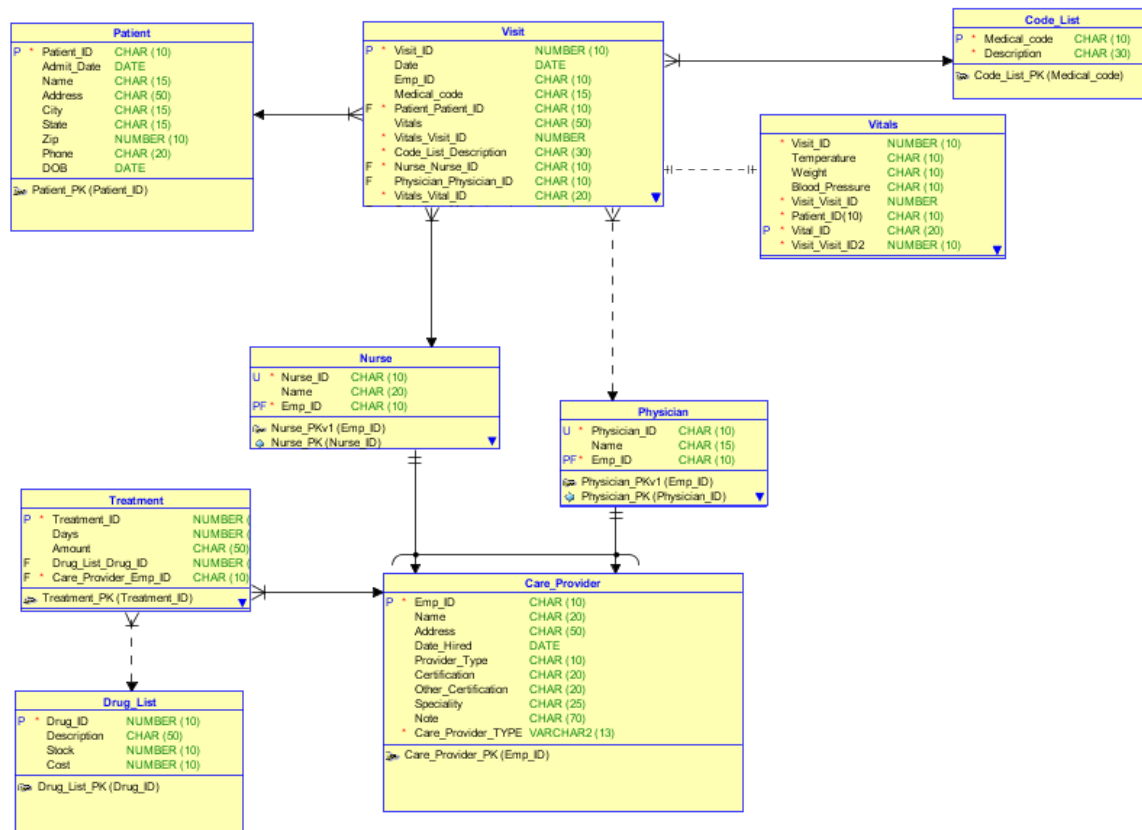 Patient
P * Patient_ID CHAR (10)
Admit_Date DATE
Name CHAR (15)
Address CHAR (50)
City CHAR (15)
State CHAR (15)
Zip NUMBER (10)
Phone CHAR (20)
DOB DATE
Patient_PK (Patient_ID)
Visit
P * Visit_ID NUMBER (10)
Date DATE
Emp_ID CHAR (10)
Medical_code CHAR (15)
F * Patient_Patient_ID CHAR (10)
Vitals CHAR (50)
* Vitals_Visit_ID NUMBER
* Code_List_Description CHAR (30)
F * Nurse_Nurse_ID CHAR (10)
F Physician_Physician_ID CHAR (10)
* Vitals_Vital_ID CHAR (20)
Code_List
P * Medical_code CHAR (10)
* Description CHAR (30)
Code_List_PK (Medical_code)
Vitals
* Visit_ID NUMBER (10)
Temperature CHAR (10)
Weight CHAR (10)
Blood_Pressure CHAR (10)
* Visit_Visit_ID NUMBER
* Patient_ID(10) CHAR (10)
P * Vital_ID CHAR (20)
* Visit_Visit_ID2 NUMBER (10)
Nurse
U * Nurse_ID CHAR (10)
Name CHAR (20)
PF * Emp_ID CHAR (10)
Nurse_PKv1 (Emp_ID)
Nurse_PK (Nurse_ID)
Physician
U * Physician_ID CHAR (10)
Name CHAR (15)
PF * Emp_ID CHAR (10)
Physician_PKv1 (Emp_ID)
Physician_PK (Physician_ID)
Treatment
P * Treatment_ID NUMBER (
Days NUMBER (
Amount CHAR (50)
F Drug_List_Drug_ID NUMBER (
F * Care_Provider_Emp_ID CHAR (10)
Treatment_PK (Treatment_ID)
Care_Provider
P * Emp_ID CHAR (10)
Name CHAR (20)
Address CHAR (50)
Date_Hired DATE
Provider_Type CHAR (10)
Certification CHAR (20)
Other_Certification CHAR (20)
Speciality CHAR (25)
Note CHAR (70)
* Care_Provider_TYPE VARCHAR2 (13)
Care_Provider_PK (Emp_ID)
Drug_List
P * Drug_ID NUMBER (10)
Description CHAR (50)
Stock NUMBER (10)
Cost NUMBER (10)
Drug_List_PK (Drug_ID)